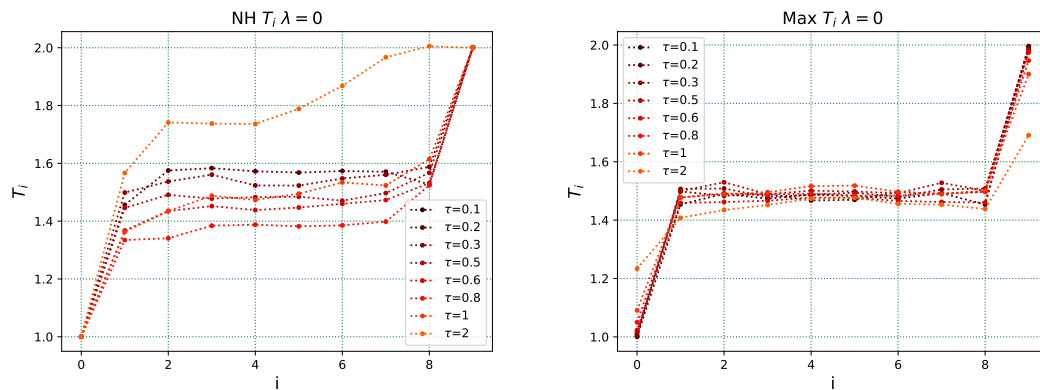 NH T_i λ = 0
T_i
2.0
1.8
1.6
1.4
1.2
1.0
0 2 4 6 8
i
τ=0.1
τ=0.2
τ=0.3
τ=0.5
τ=0.6
τ=0.8
τ=1
τ=2
Max T_i λ = 0
T_i
2.0
1.8
1.6
1.4
1.2
1.0
0 2 4 6 8
i
τ=0.1
τ=0.2
τ=0.3
τ=0.5
τ=0.6
τ=0.8
τ=1
τ=2